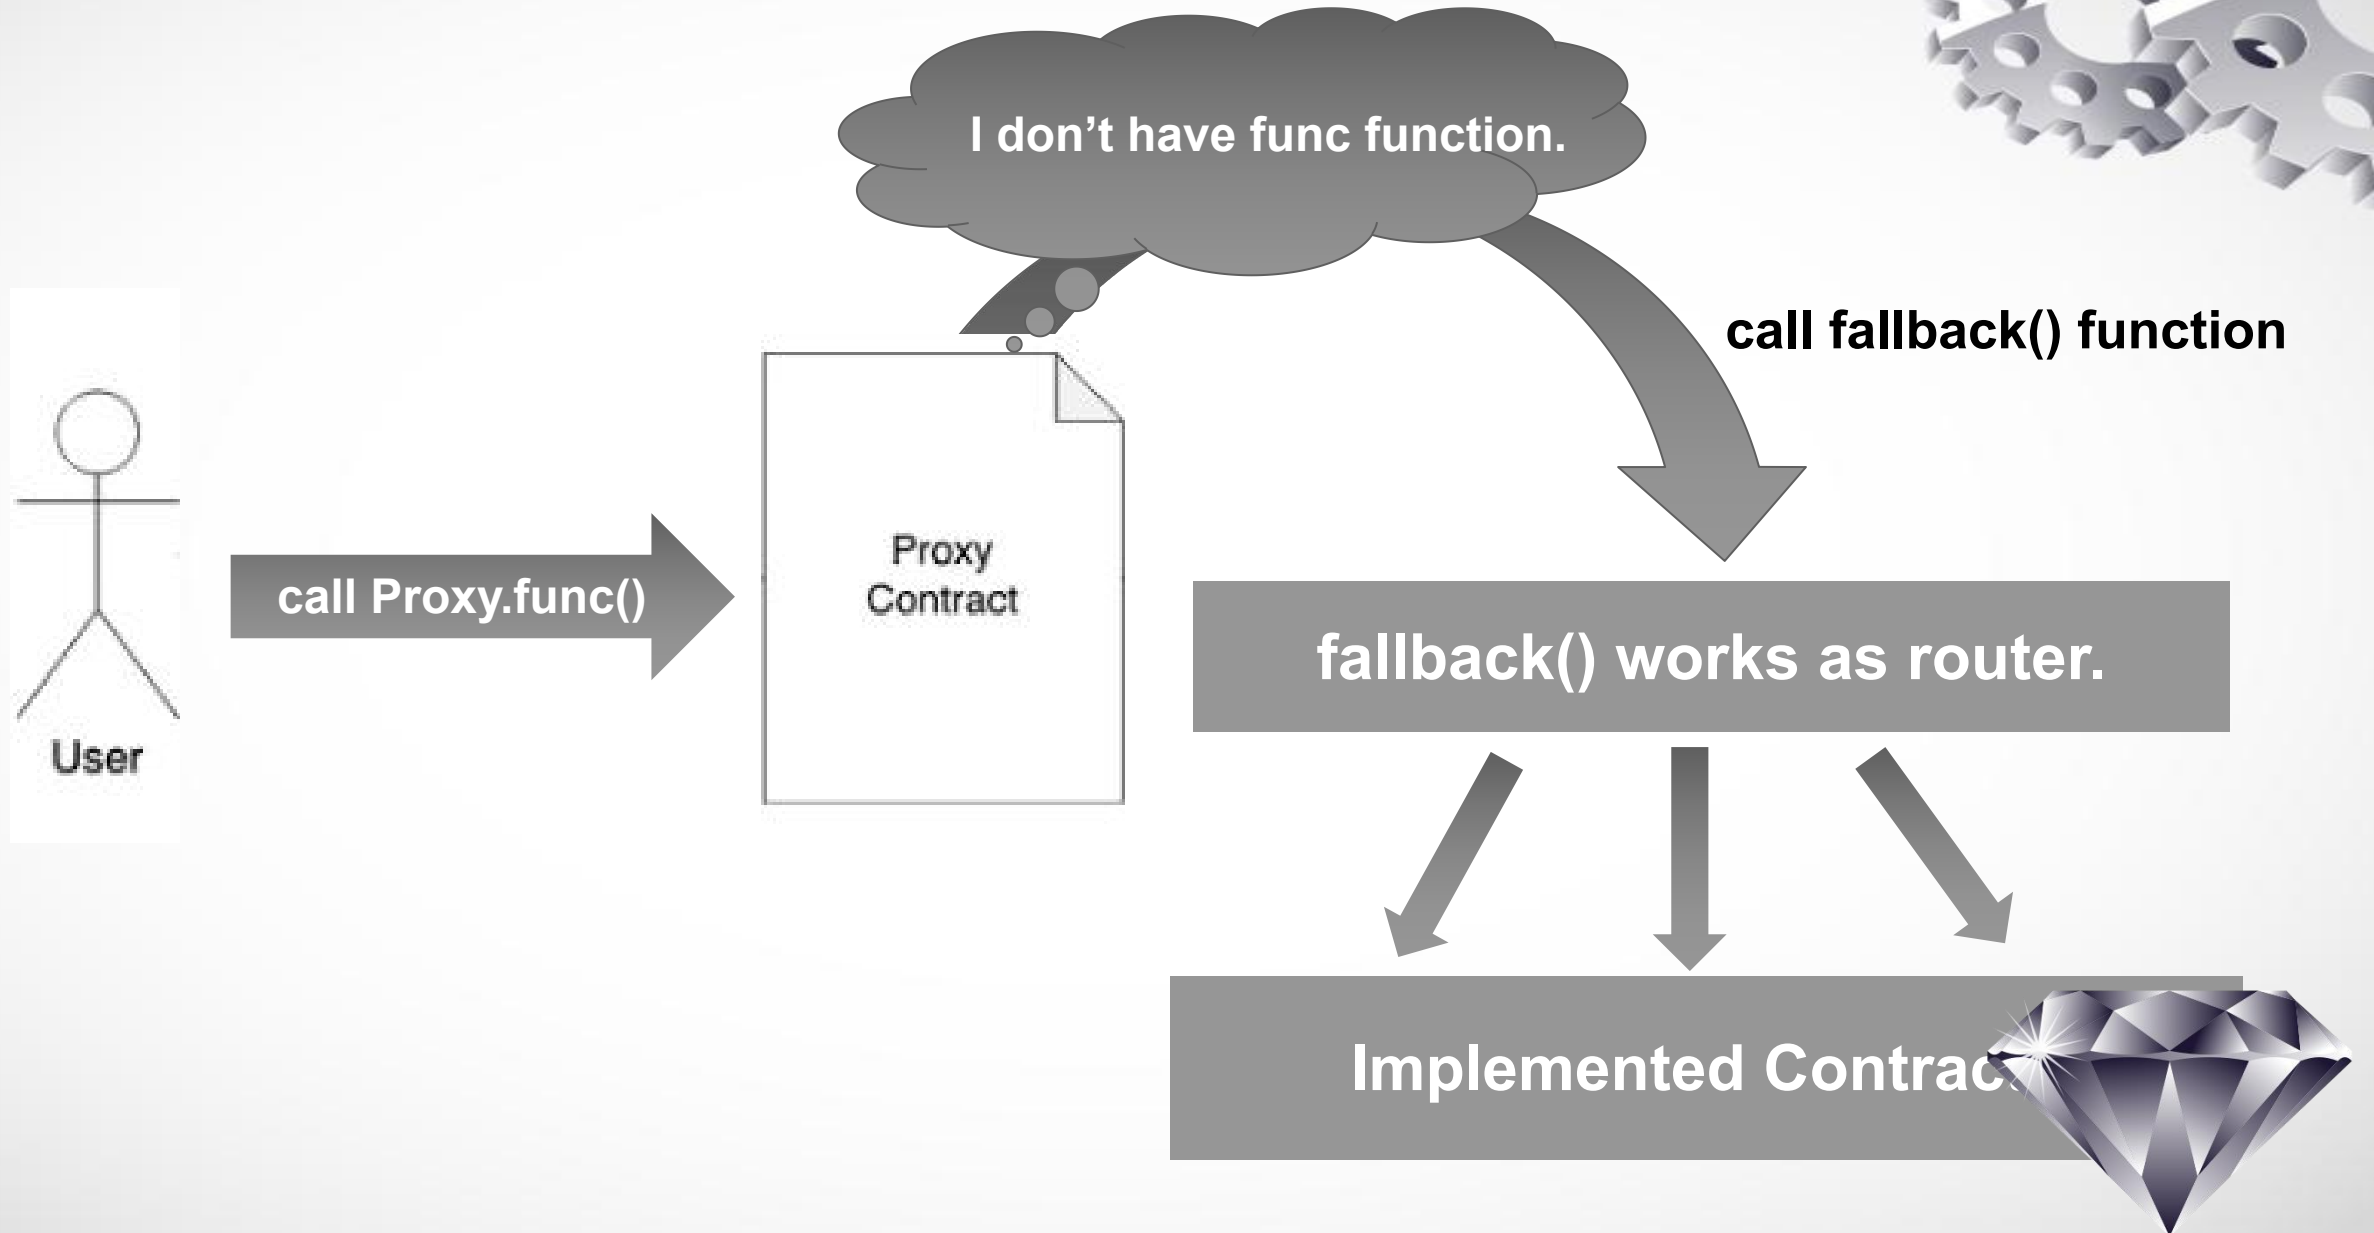 I don't have func function.
call fallback() function
call Proxy.func()
Proxy
Contract
User
fallback() works as router.
Implemented